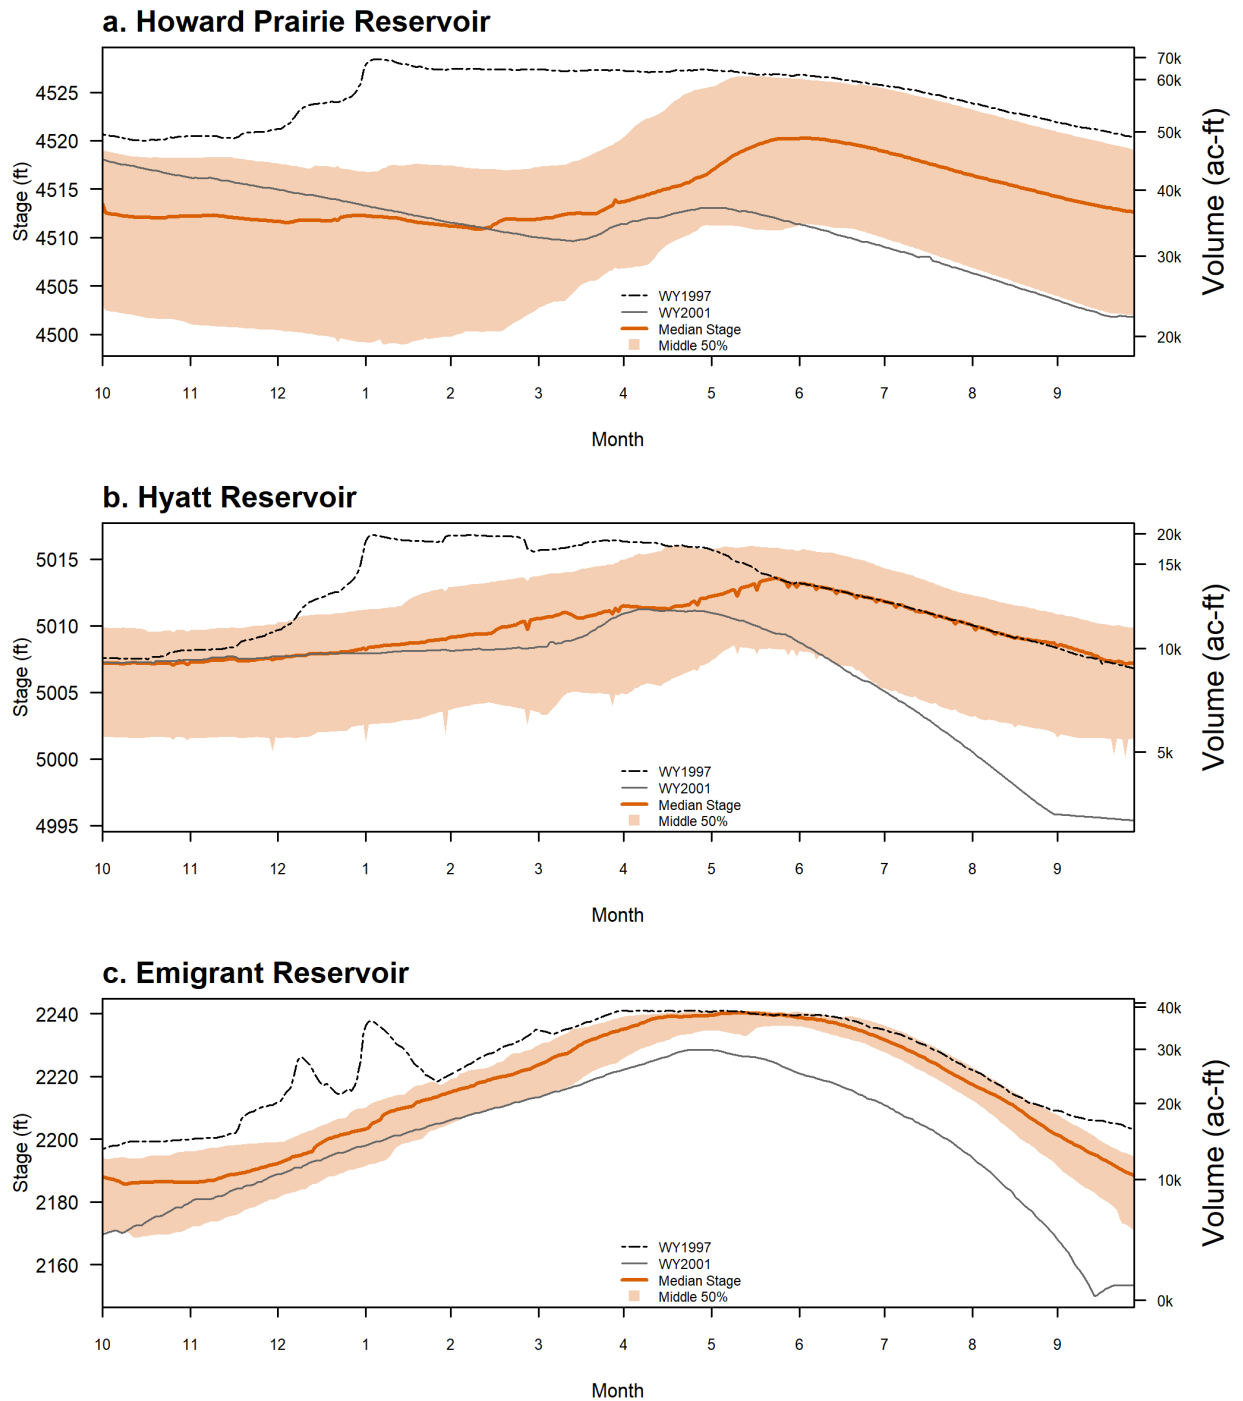 a. Howard Prairie Reservoir
Stage (ft)
4525
4520
4515
4510
4505
4500
70k
60k
50k
40k
30k
20k
Volume (ac-ft)
WY1997
WY2001
Median Stage
Middle 50%
10 11 12 1 2 3 4 5 6 7 8 9
Month
b. Hyatt Reservoir
Stage (ft)
5015
5010
5005
5000
4995
20k
15k
10k
5k
Volume (ac-ft)
WY1997
WY2001
Median Stage
Middle 50%
10 11 12 1 2 3 4 5 6 7 8 9
Month
c. Emigrant Reservoir
Stage (ft)
2240
2220
2200
2180
2160
40k
30k
20k
10k
0k
Volume (ac-ft)
WY1997
WY2001
Median Stage
Middle 50%
10 11 12 1 2 3 4 5 6 7 8 9
Month